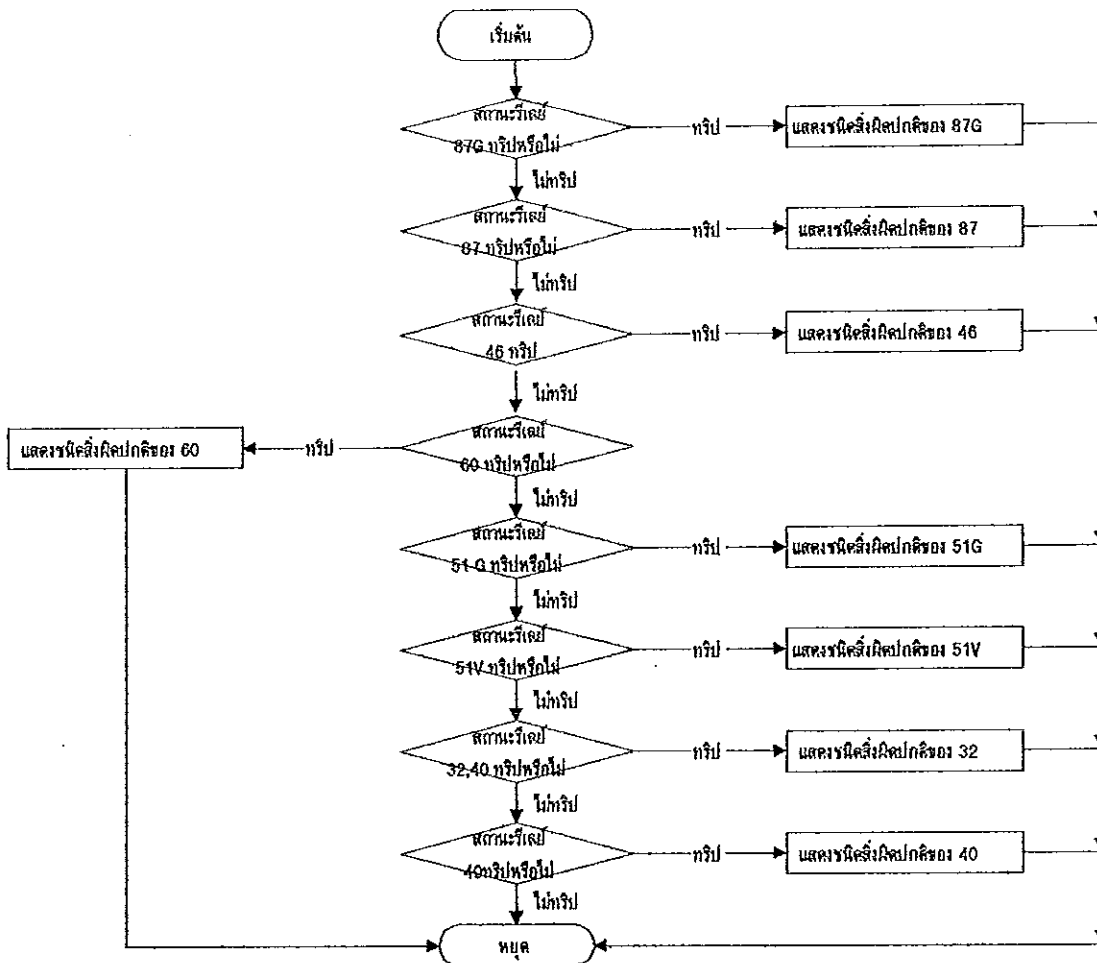 เริ่มต้น
สถานะรีเลย์
87G ทริปหรือไม่
ทริป
แสดงชนิดสิ่งผิดปกติของ 87G
ไม่ทริป
สถานะรีเลย์
87 ทริปหรือไม่
ทริป
แสดงชนิดสิ่งผิดปกติของ 87
ไม่ทริป
สถานะรีเลย์
46 ทริป
ทริป
แสดงชนิดสิ่งผิดปกติของ 46
ไม่ทริป
สถานะรีเลย์
60 ทริปหรือไม่
ทริป
แสดงชนิดสิ่งผิดปกติของ 60
ไม่ทริป
สถานะรีเลย์
51 G ทริปหรือไม่
ทริป
แสดงชนิดสิ่งผิดปกติของ 51G
ไม่ทริป
สถานะรีเลย์
51V ทริปหรือไม่
ทริป
แสดงชนิดสิ่งผิดปกติของ 51V
ไม่ทริป
สถานะรีเลย์
32,40 ทริปหรือไม่
ทริป
แสดงชนิดสิ่งผิดปกติของ 32
ไม่ทริป
สถานะรีเลย์
40ทริปหรือไม่
ทริป
แสดงชนิดสิ่งผิดปกติของ 40
ไม่ทริป
หยุด